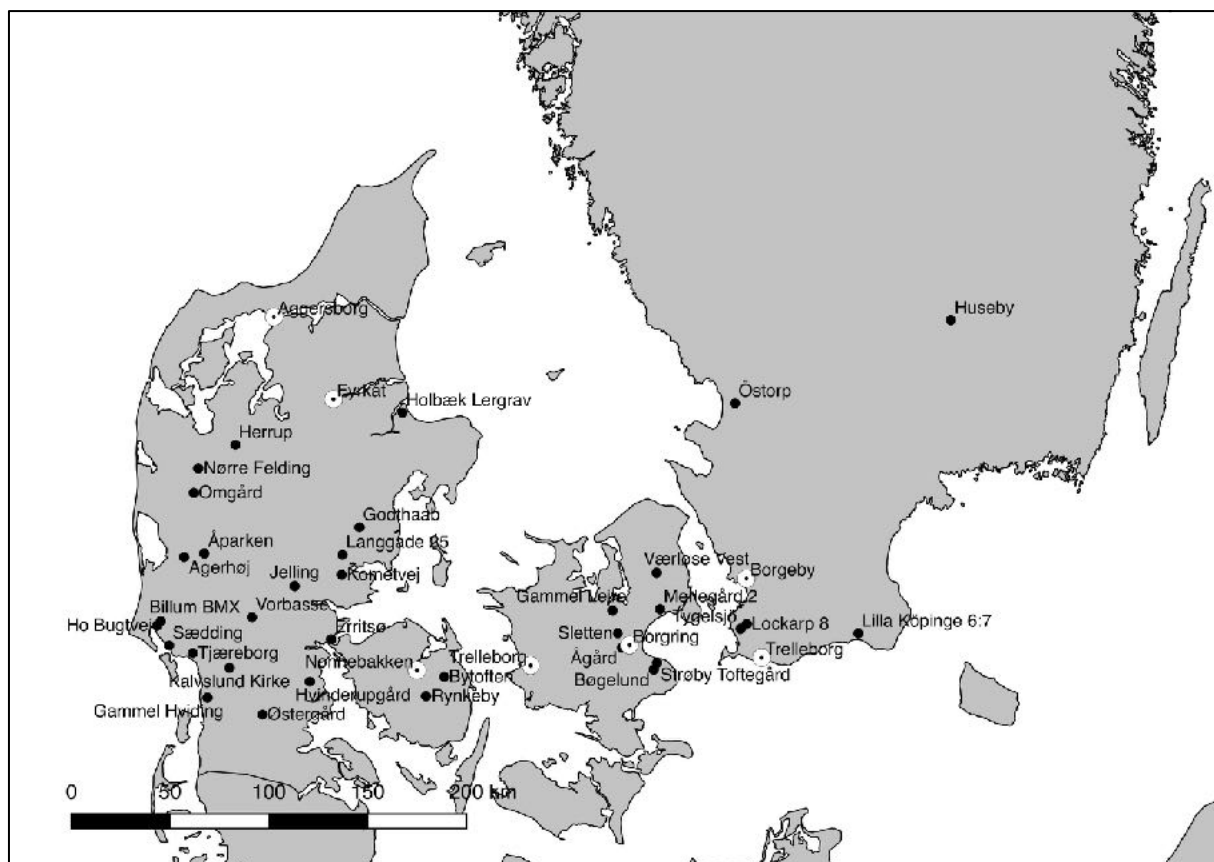 Aggersborg
Huseby
Fyrkat
Östorp
Holbæk Lergrav
Herrup
Nørre Felding
Omgård
Godthaab
Åparken
Langgade 25
Værløse Vest
Agerhøj
Jelling
Kometvej
Borgeby
Gammel Lejre
Møllegård 2
Billum BMX
Vorbasse
Tygelsjö
Ho Bugtvej
Lockarp 8
Lilla Köpinge 6:7
Sædding
Erritsø
Sletten
Borgring
Tjæreborg
Nonnebakken
Trelleborg
Ågård
Trelleborg
Kalvslund Kirke
Bytoften
Bøgelund
Strøby Toftegård
Hvinderupgård
Rynkeby
Gammel Hviding
Østergård
0 50 100 150 200 km